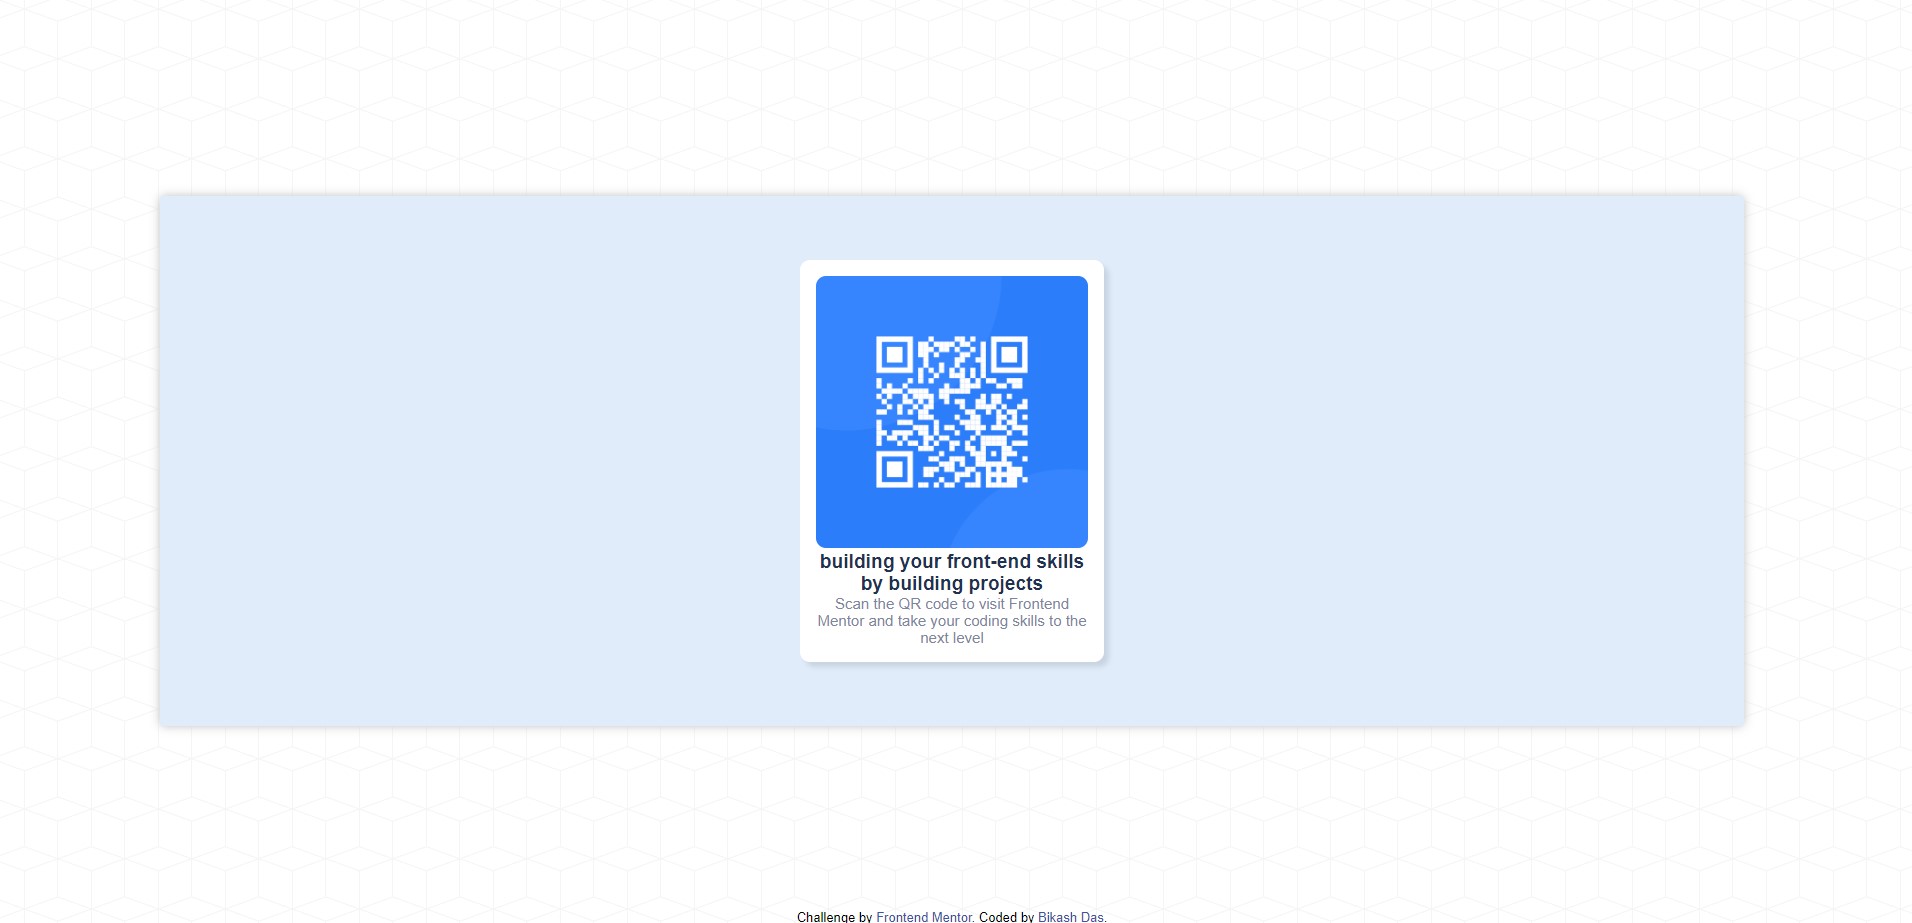 building your front-end skills
by building projects
Scan the QR code to visit Frontend
Mentor and take your coding skills to the
next level
Challenge by Frontend Mentor. Coded by Bikash Das.